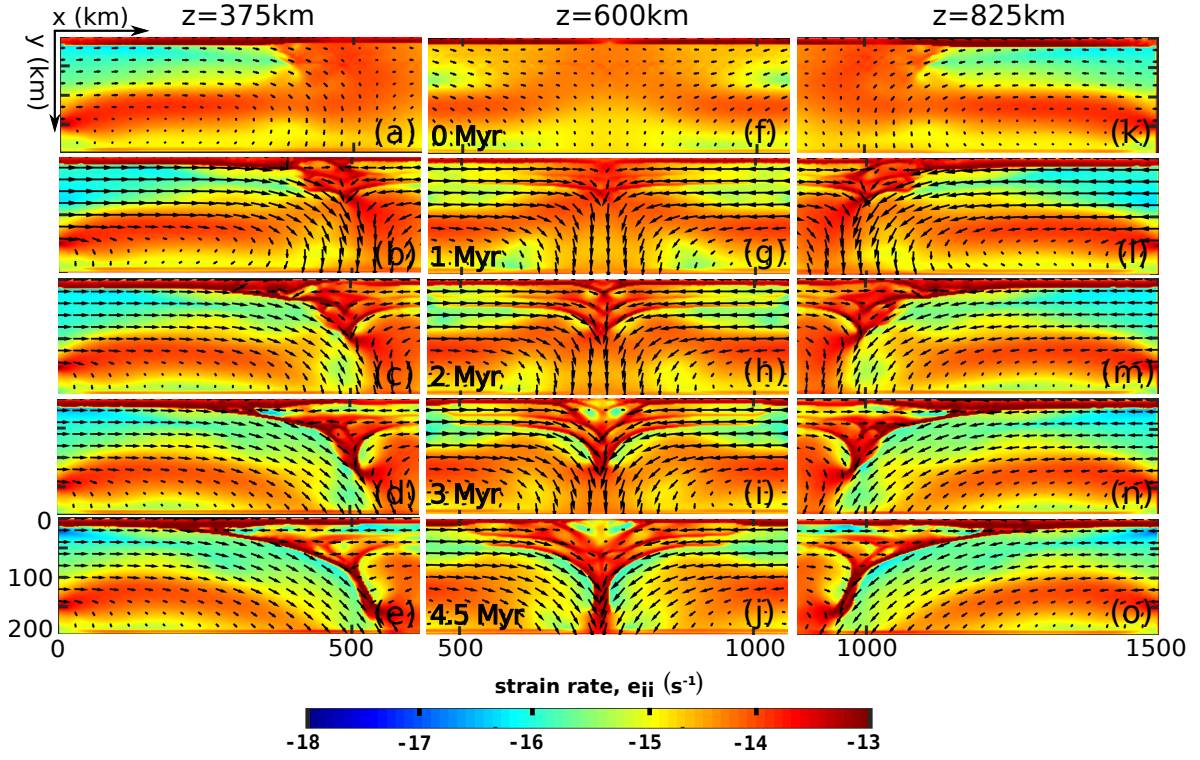 x (km) z=375km z=600km z=825km
y (km)
(a) 0 Myr (f) (k)
(b) 1 Myr (g) (l)
(c) 2 Myr (h) (m)
(d) 3 Myr (i) (n)
0
100
(e) 4.5 Myr (j) (o)
200
0 500 500 1000 1000 1500
strain rate, eii (s-1)
-18 -17 -16 -15 -14 -13